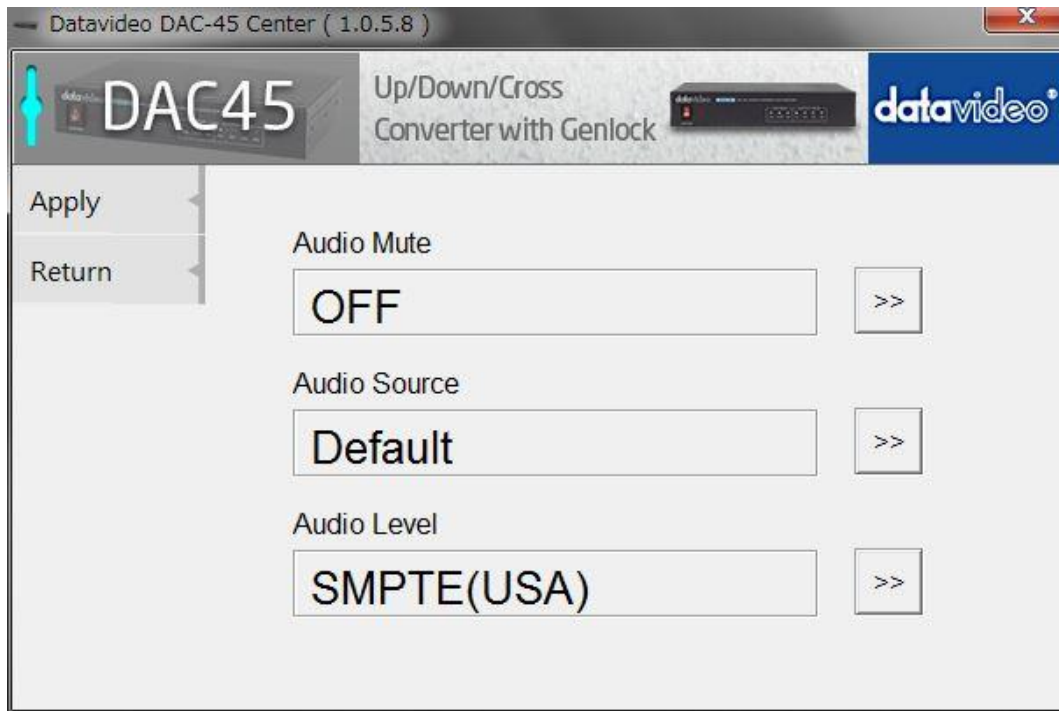 Datavideo DAC-45 Center ( 1.0.5.8 )
x
DAC45
Up/Down/Cross
Converter with Genlock
datavideo®
Apply
Return
Audio Mute
OFF
>>
Audio Source
Default
>>
Audio Level
SMPTE(USA)
>>